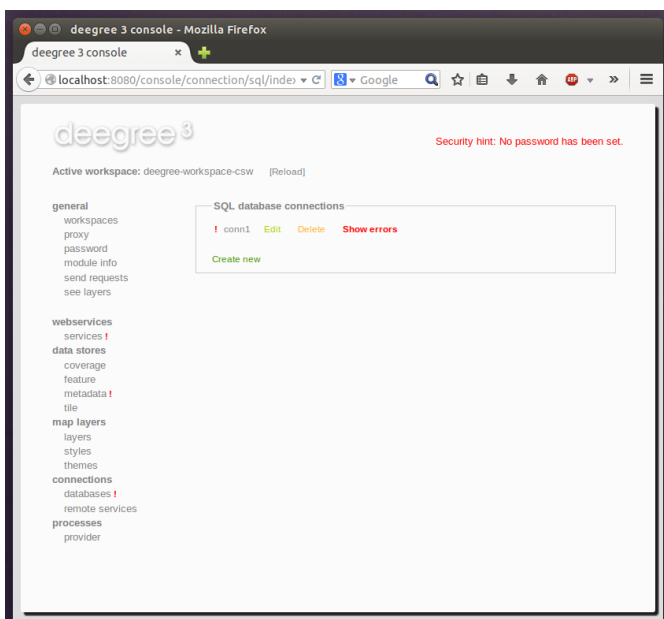 deegree 3 console - Mozilla Firefox
deegree 3 console
localhost:8080/console/connection/sql/inde
Google
ABP
deegree 3
Security hint: No password has been set.
Active workspace: deegree-workspace-csw [Reload]
general
workspaces
proxy
password
module info
send requests
see layers
webservices
services !
data stores
coverage
feature
metadata !
tile
map layers
layers
styles
themes
connections
databases !
remote services
processes
provider
SQL database connections
! conn1 Edit Delete Show errors
Create new